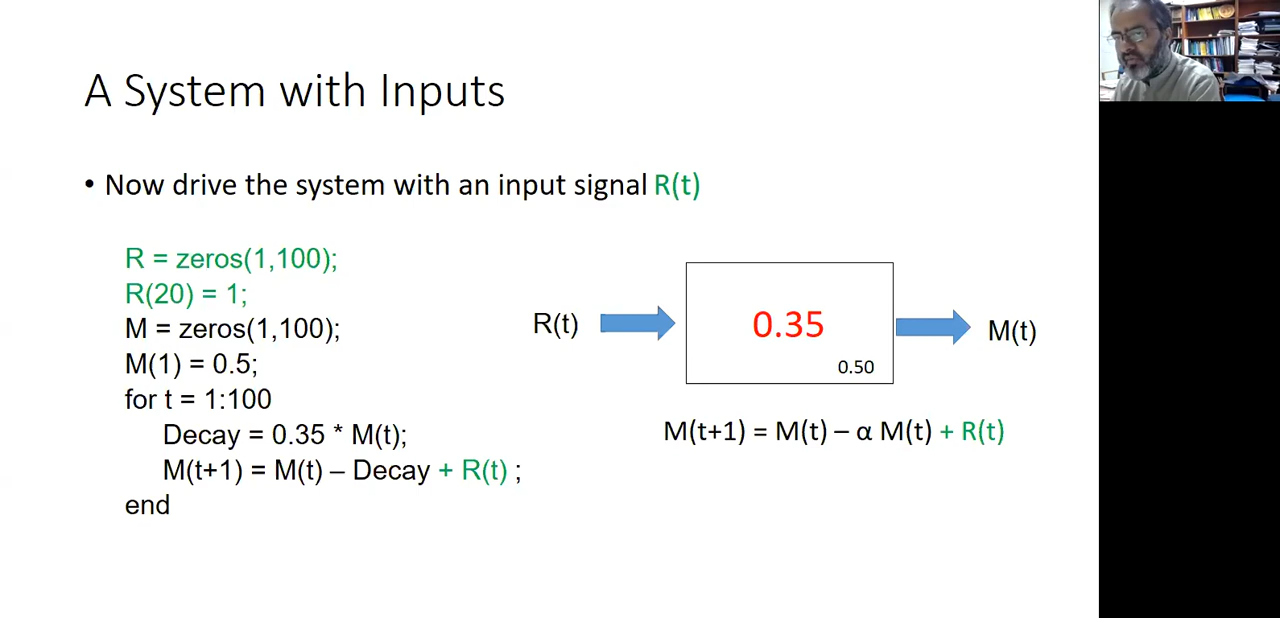 A System with Inputs
• Now drive the system with an input signal R(t)
R = zeros(1,100);
R(20) = 1;
M = zeros(1,100);
M(1) = 0.5;
for t = 1:100
Decay = 0.35 * M(t);
M(t+1) = M(t) – Decay + R(t) ;
end
R(t)
0.35
0.50
M(t)
M(t+1) = M(t) – α M(t) + R(t)